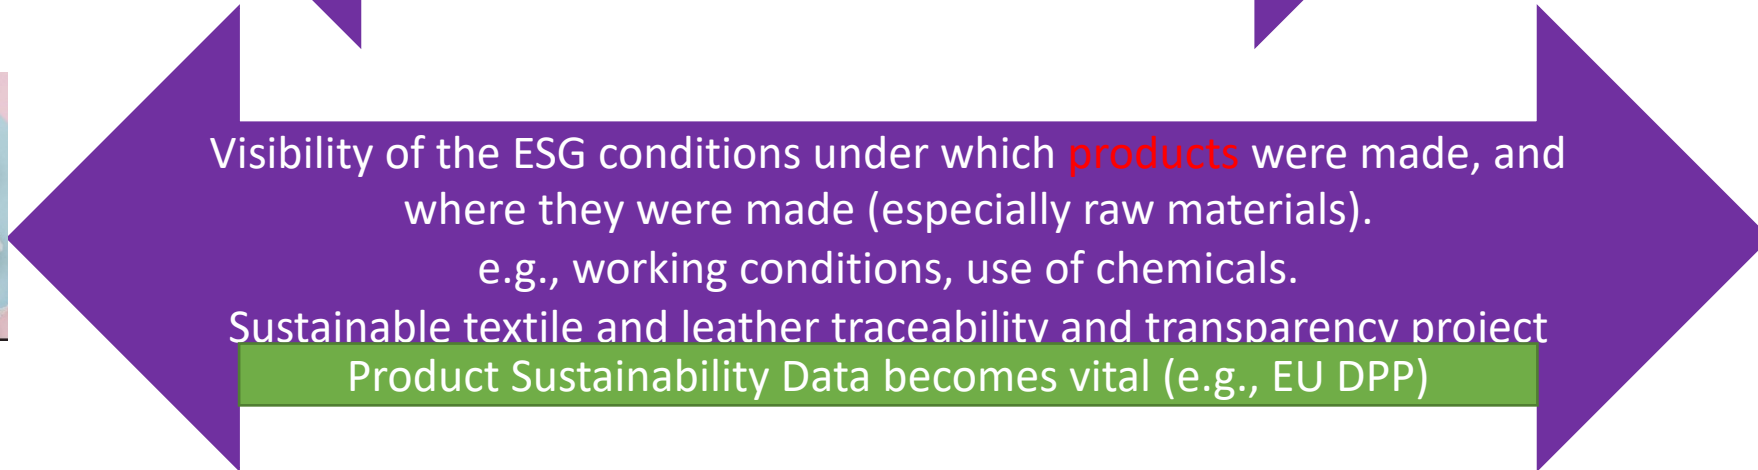 Visibility of the ESG conditions under which products were made, and
where they were made (especially raw materials).
e.g., working conditions, use of chemicals.
Sustainable textile and leather traceability and transparency project
Product Sustainability Data becomes vital (e.g., EU DPP)